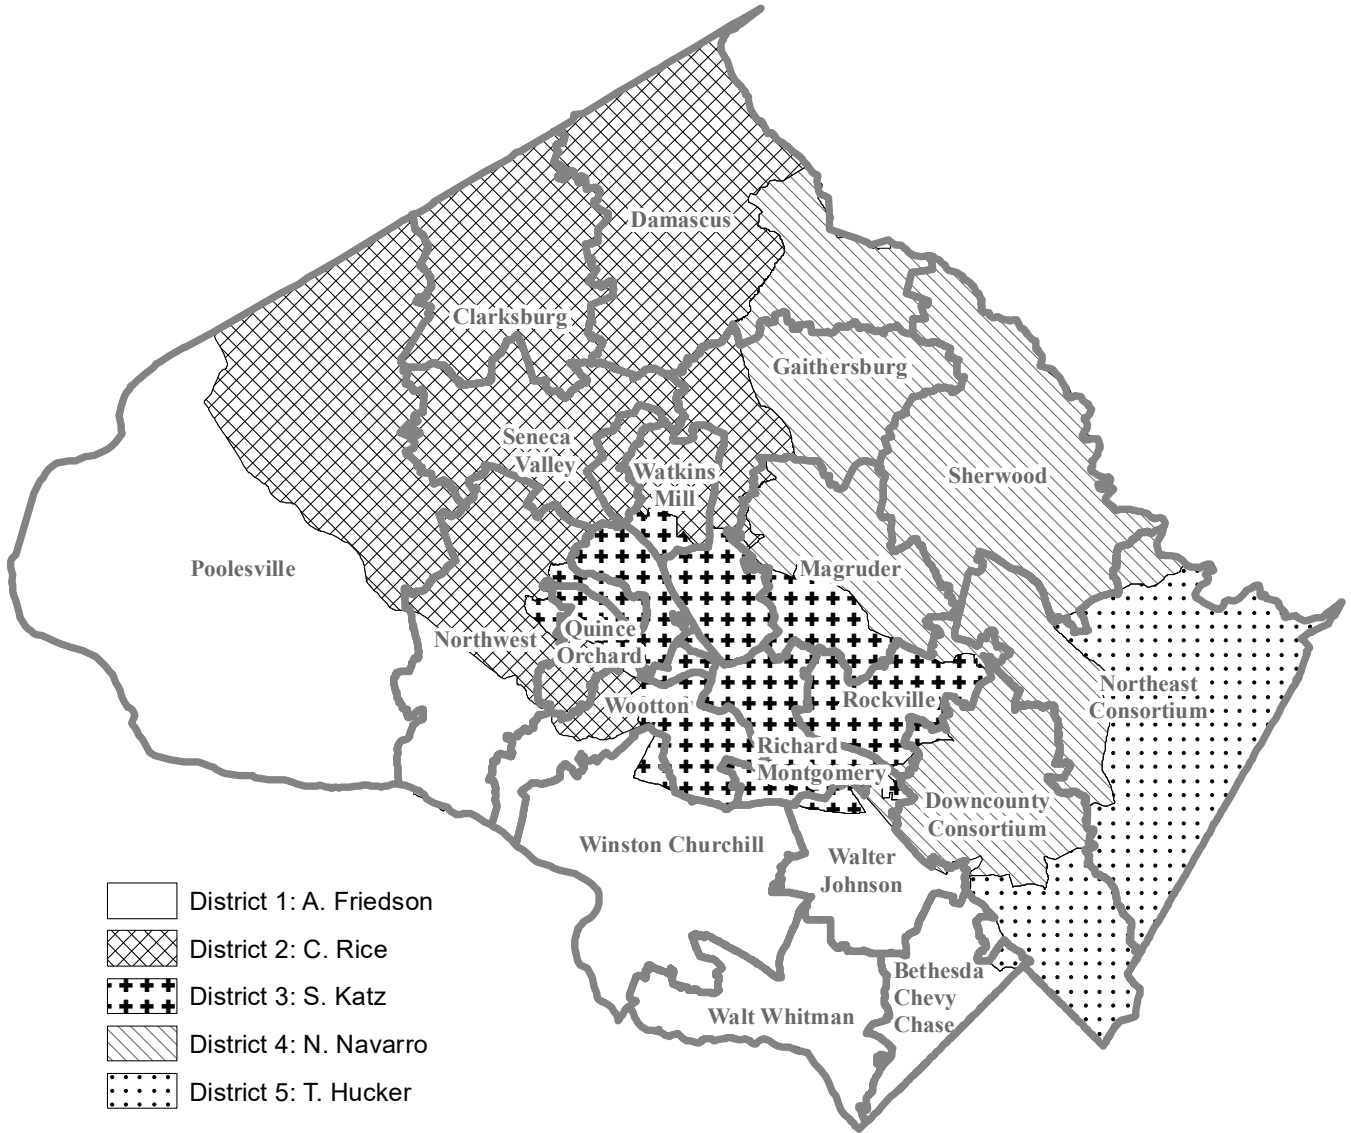 Damascus
Clarksburg
Gaithersburg
Seneca
Valley
Watkins
Mill
Sherwood
Poolesville
Magruder
Northwest
Quince
Orchard
Northeast
Consortium
Wootton
Rockville
Richard
Montgomery
Downcounty
Consortium
Winston Churchill
Walter
Johnson
Bethesda
Chevy
Chase
Walt Whitman
District 1: A. Friedson
District 2: C. Rice
District 3: S. Katz
District 4: N. Navarro
District 5: T. Hucker